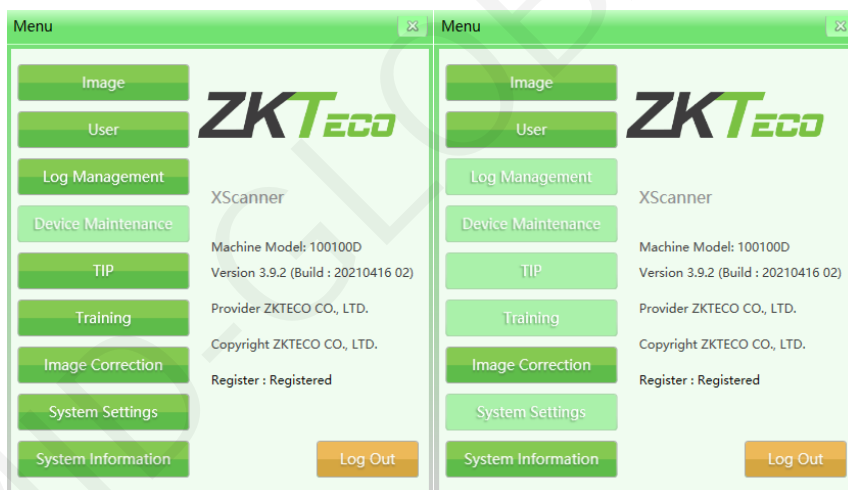 Menu
Image
User
Log Management
Device Maintenance
TIP
Training
Image Correction
System Settings
System Information
ZKTECO
XScanner
Machine Model: 100100D
Version 3.9.2 (Build : 20210416 02)
Provider ZKTECO CO., LTD.
Copyright ZKTECO CO., LTD.
Register : Registered
Log Out
Menu
Image
User
Log Management
Device Maintenance
TIP
Training
Image Correction
System Settings
System Information
ZKTECO
XScanner
Machine Model: 100100D
Version 3.9.2 (Build : 20210416 02)
Provider ZKTECO CO., LTD.
Copyright ZKTECO CO., LTD.
Register : Registered
Log Out